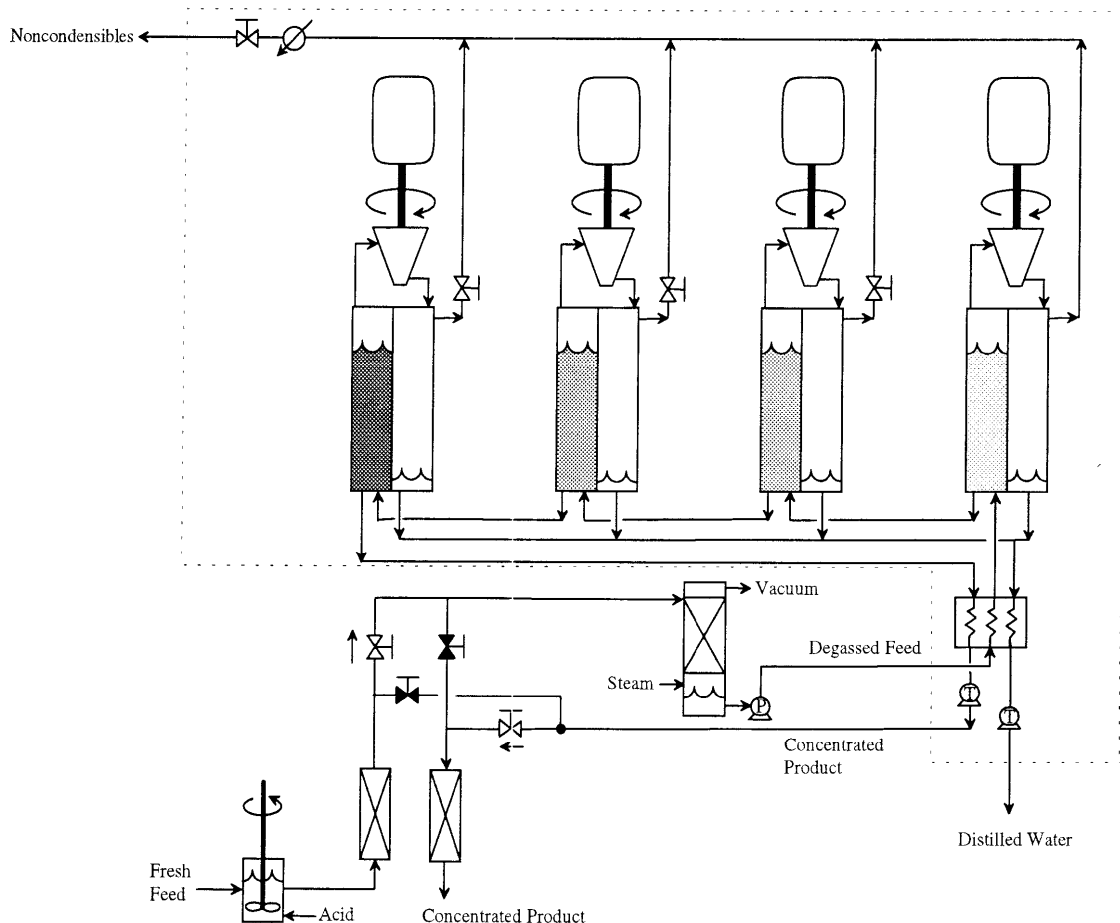 Noncondensibles
Vacuum
Degassed Feed
Steam
P
T
T
Concentrated
Product
Distilled Water
Fresh
Feed
Acid
Concentrated Product